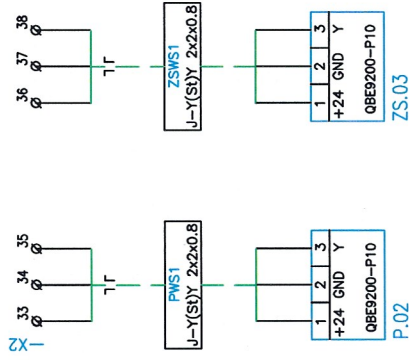 38
37
36
ZSWS1
J-Y(St)Y 2x2x0.8
3 Y
2 GND
1 +24
QBE9200-P10
ZS.03
35
34
33
-X2
PWS1
J-Y(St)Y 2x2x0.8
3 Y
2 GND
1 +24
QBE9200-P10
P.02